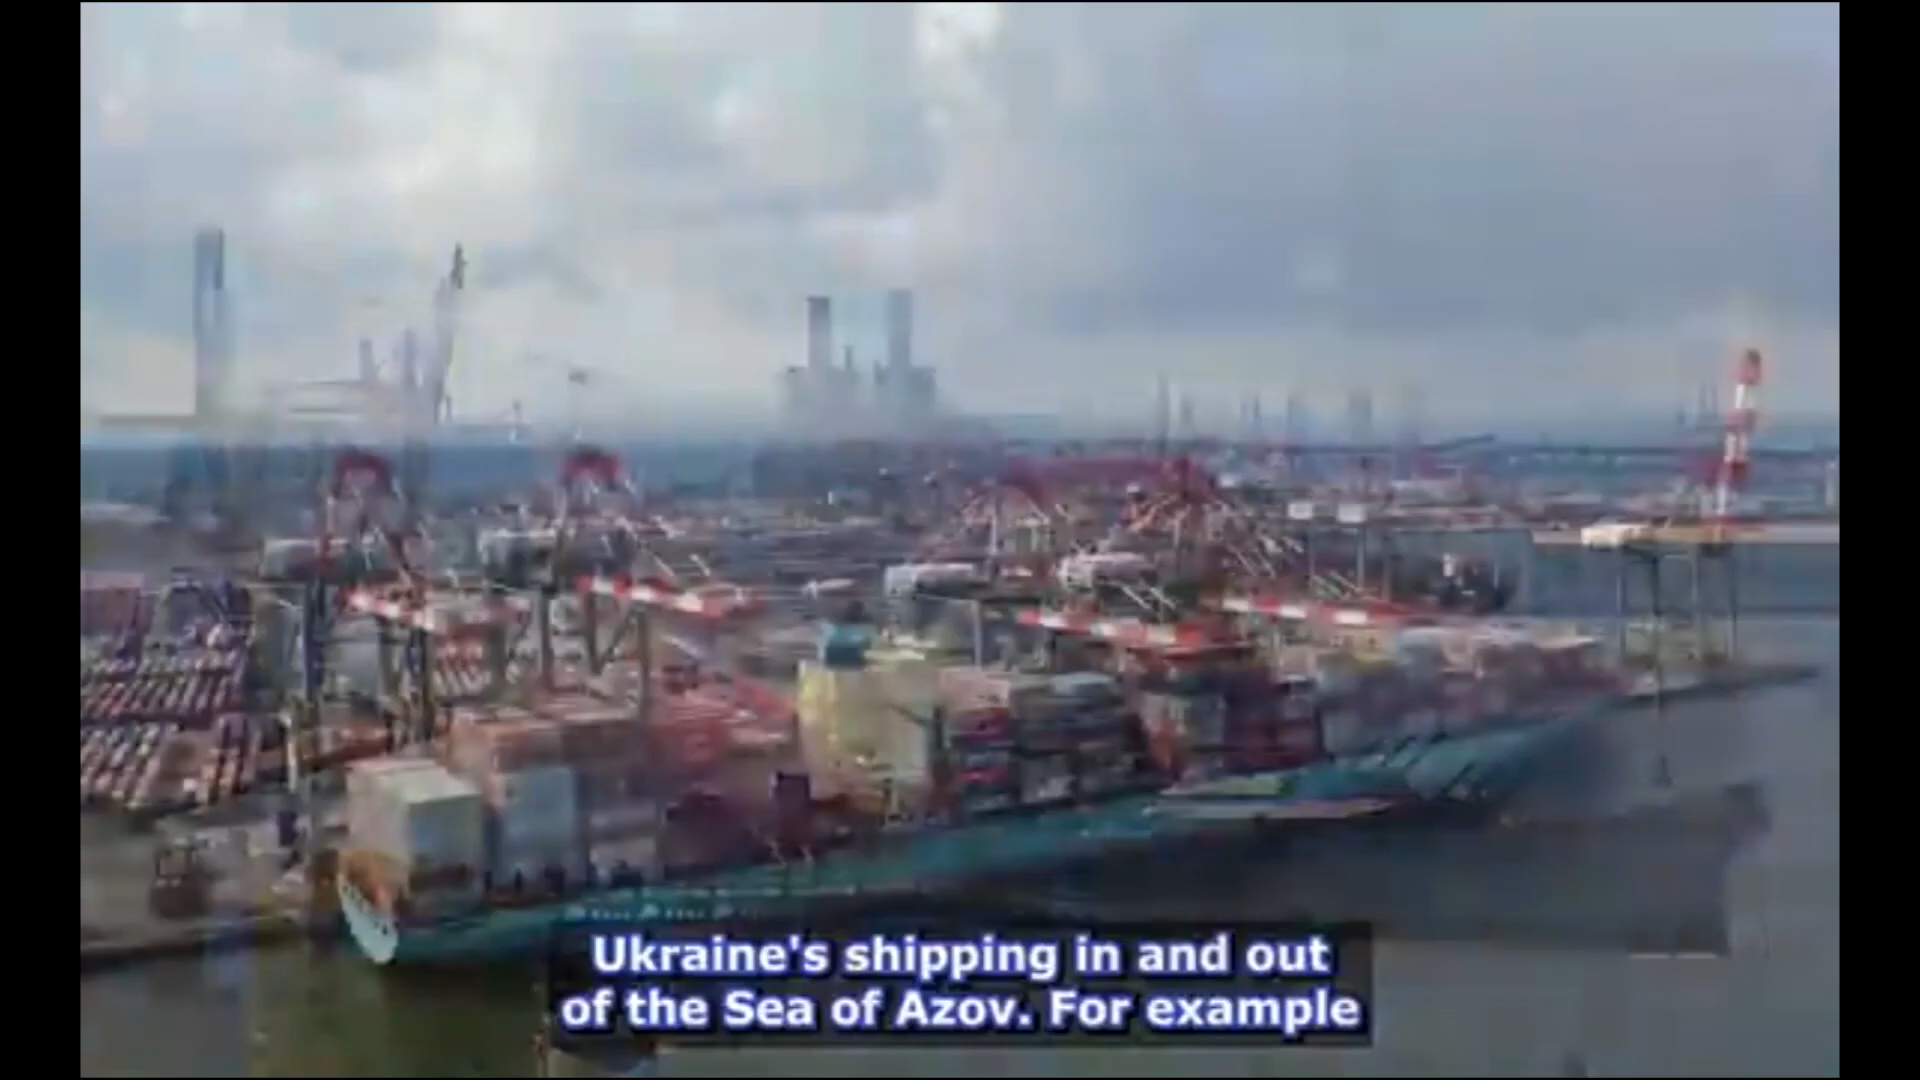 Ukraine's shipping in and out
of the Sea of Azov. For example